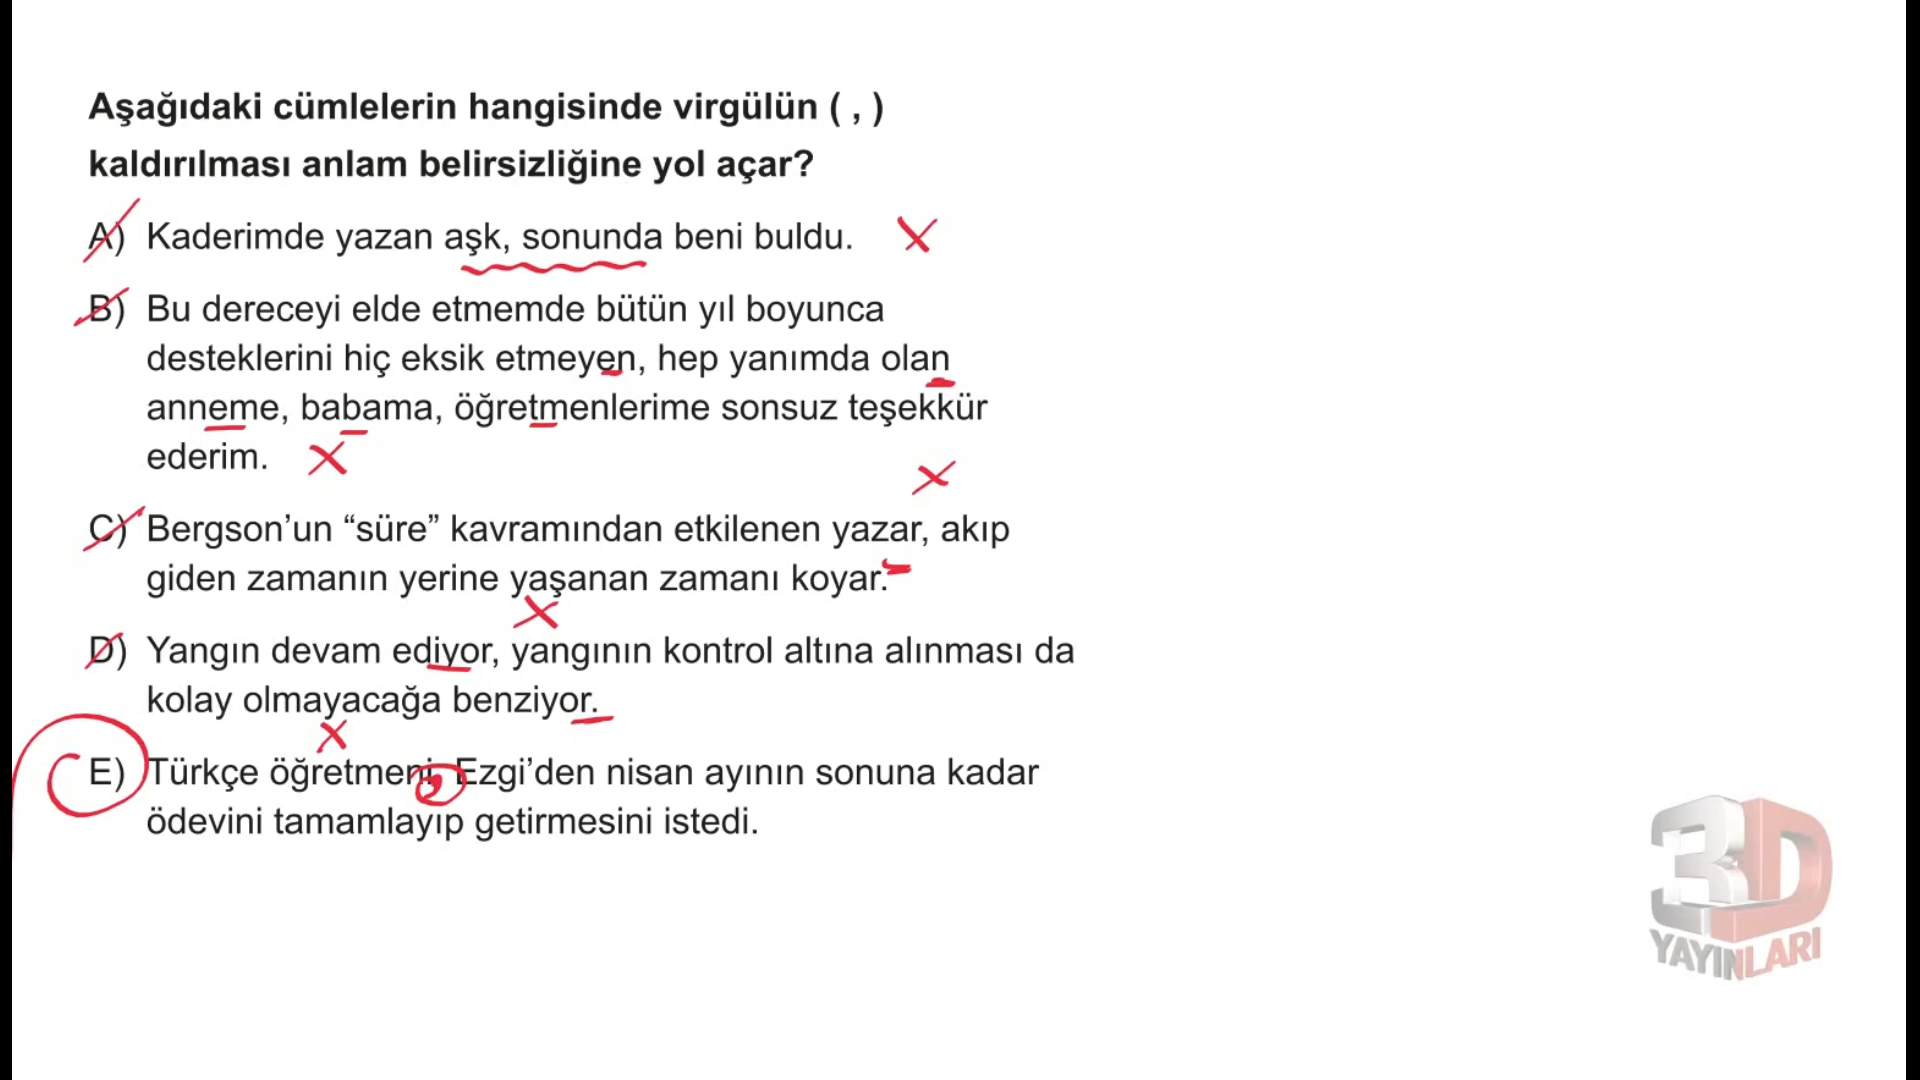 Aşağıdaki cümlelerin hangisinde virgülün ( , )
kaldırılması anlam belirsizliğine yol açar?
A) Kaderimde yazan aşk, sonunda beni buldu.
B) Bu dereceyi elde etmemde bütün yıl boyunca
desteklerini hiç eksik etmeyen, hep yanımda olan
anneme, babama, öğretmenlerime sonsuz teşekkür
ederim.
C) Bergson’un “süre” kavramından etkilenen yazar, akıp
giden zamanın yerine yaşanan zamanı koyar.
D) Yangın devam ediyor, yangının kontrol altına alınması da
kolay olmayacağa benziyor.
E) Türkçe öğretmeni, Ezgi’den nisan ayının sonuna kadar
ödevini tamamlayıp getirmesini istedi.
3D
YAYINLARI